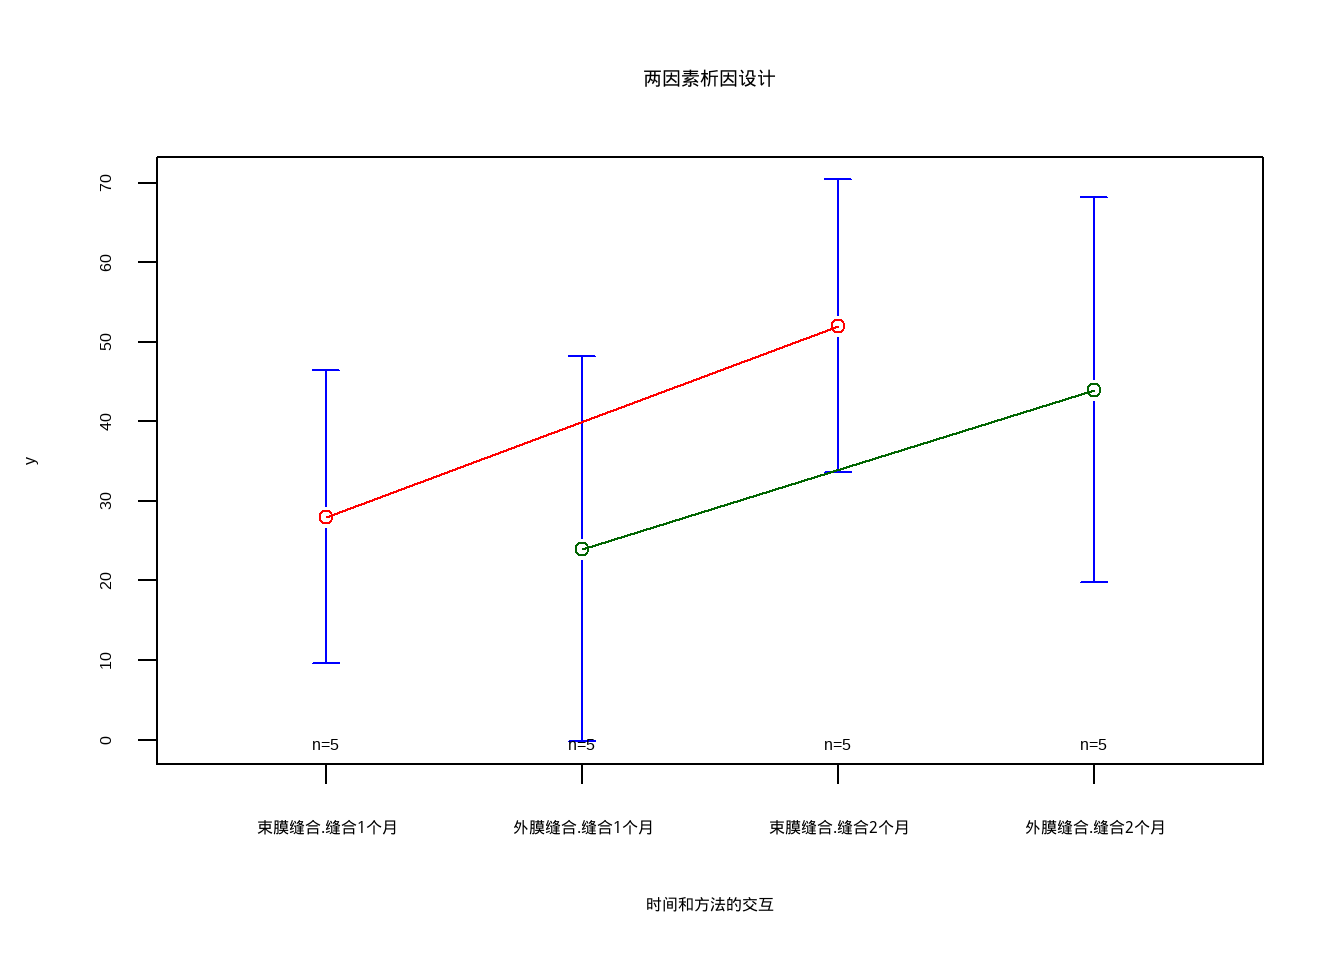 两因素析因设计
70
60
50
40
30
20
10
0
y
n=5
n=5
n=5
n=5
束膜缝合.缝合1个月
外膜缝合.缝合1个月
束膜缝合.缝合2个月
外膜缝合.缝合2个月
时间和方法的交互